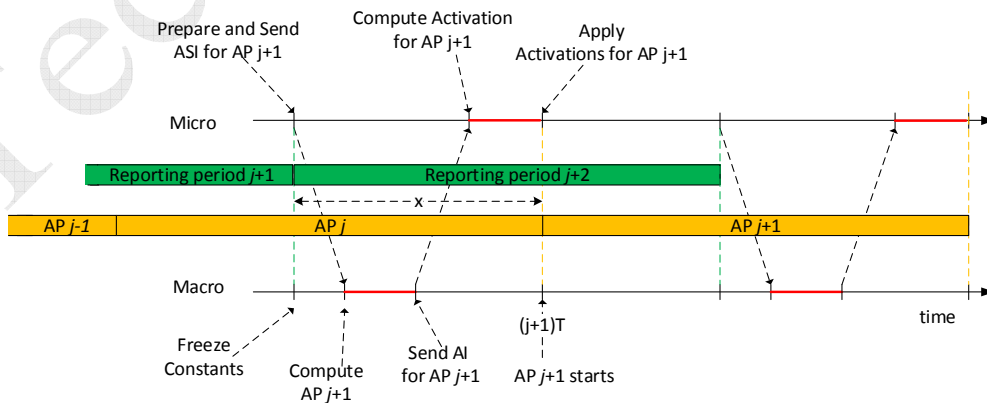 Prepare and Send
ASI for AP j+1
Compute Activation
for AP j+1
Apply
Activations for AP j+1
Micro
Reporting period j+1
Reporting period j+2
x
AP j-1
AP j
AP j+1
Macro
time
(j+1)T
Freeze
Constants
Compute
AP j+1
Send AI
for AP j+1
AP j+1 starts